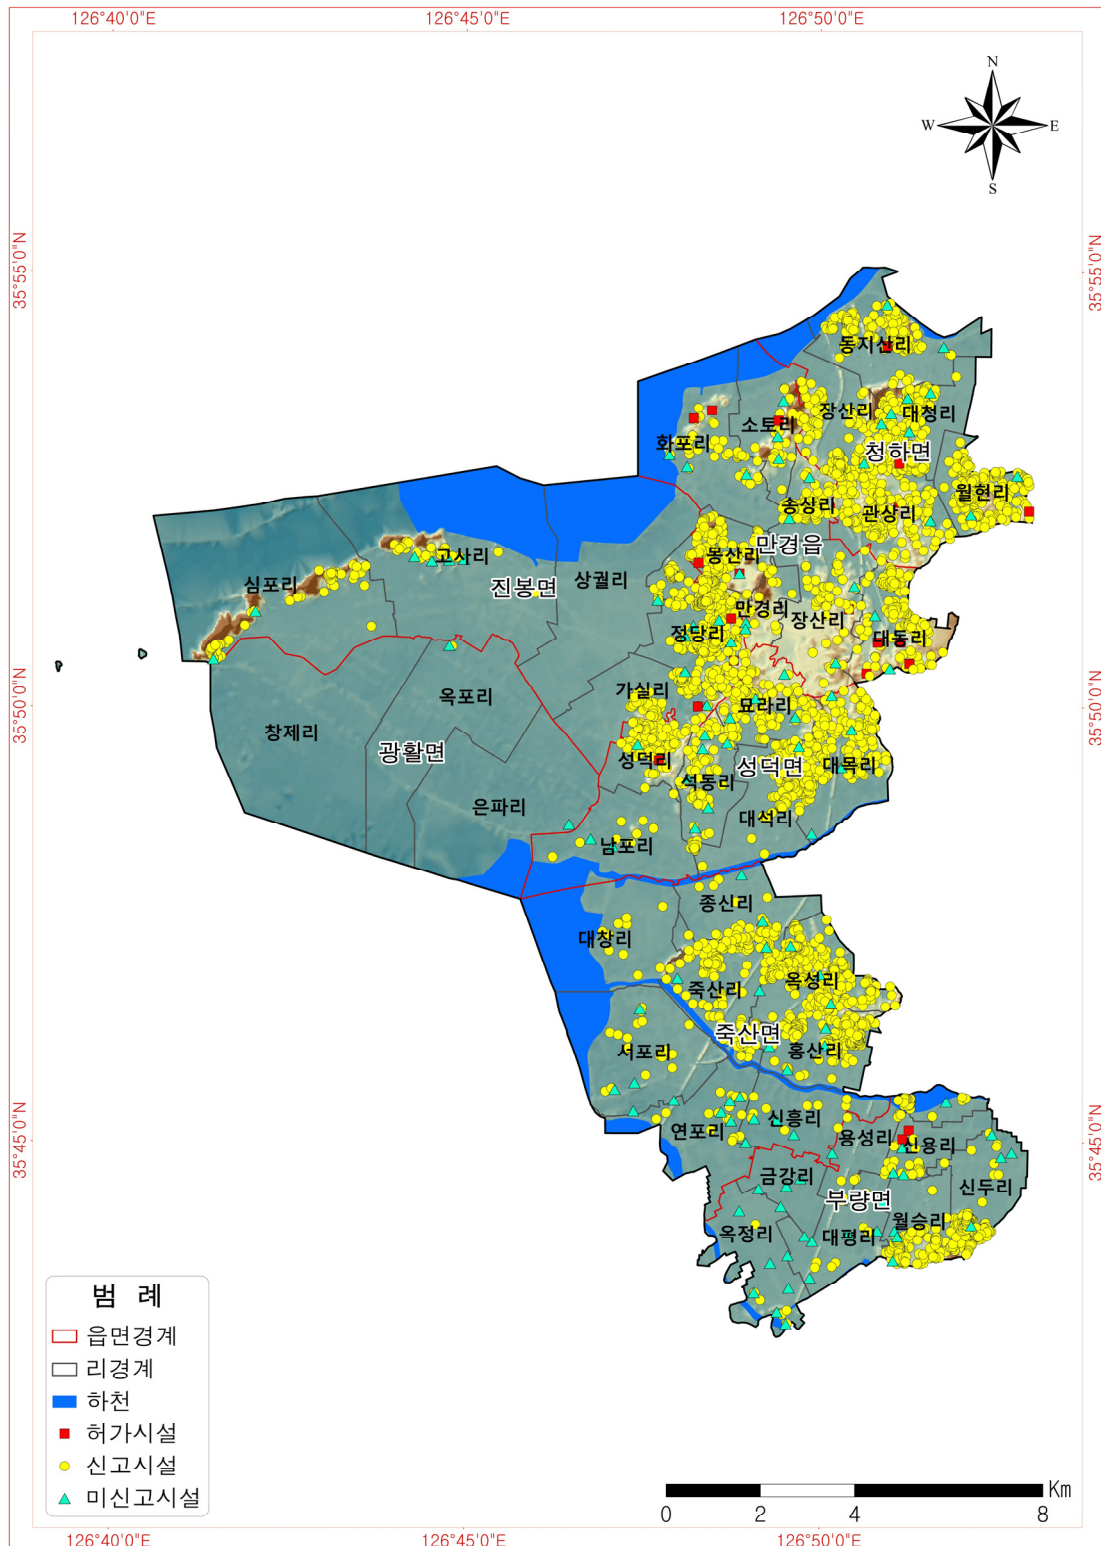 126°40'0"E
126°45'0"E
126°50'0"E
N
W
E
S
35°55'0"N
35°55'0"N
동지산리
장산리
대청리
소토리
화포리
청하면
월현리
송상리
관상리
만경읍
봉산리
고사리
심포리
진봉면
상궐리
만경리
장산리
정당리
대동리
가실리
옥포리
묘라리
35°50'0"N
35°50'0"N
창제리
광활면
성덕리
성덕면
대목리
석동리
은파리
대석리
남포리
종신리
대창리
옥성리
죽산리
죽산면
서포리
홍산리
35°45'0"N
35°45'0"N
연포리
신흥리
용성리
신용리
금강리
신두리
부량면
옥정리
대평리
월승리
범 례
읍면경계
리경계
하천
허가시설
신고시설
미신고시설
Km
0
2
4
8
126°40'0"E
126°45'0"E
126°50'0"E